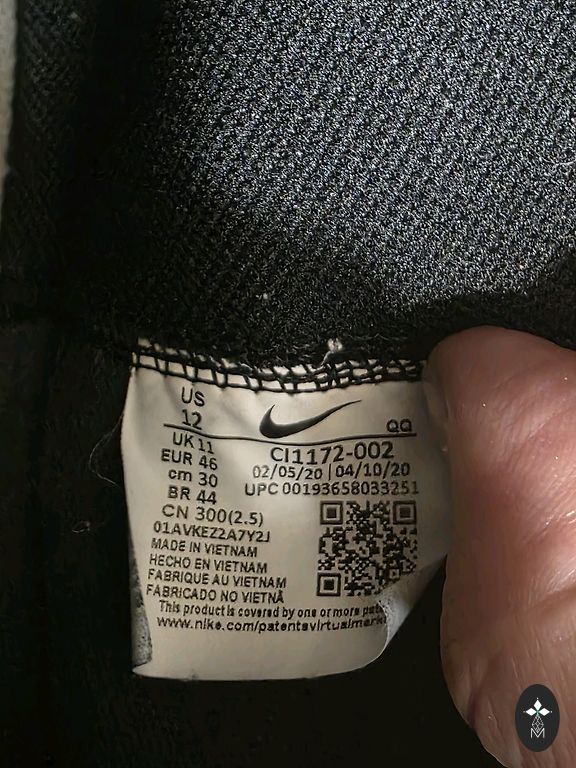 US
12
QQ
UK 11
EUR 46
cm 30
BR 44
CN 300(2.5)
CI1172-002
02/05/20 | 04/10/20
UPC 00193658033251
01AVKEZ2A7Y2J
MADE IN VIETNAM
HECHO EN VIETNAM
FABRIQUE AU VIETNAM
FABRICADO NO VIETNÃ
This product is covered by one or more
www.nike.com/patentsvirtualmark
M